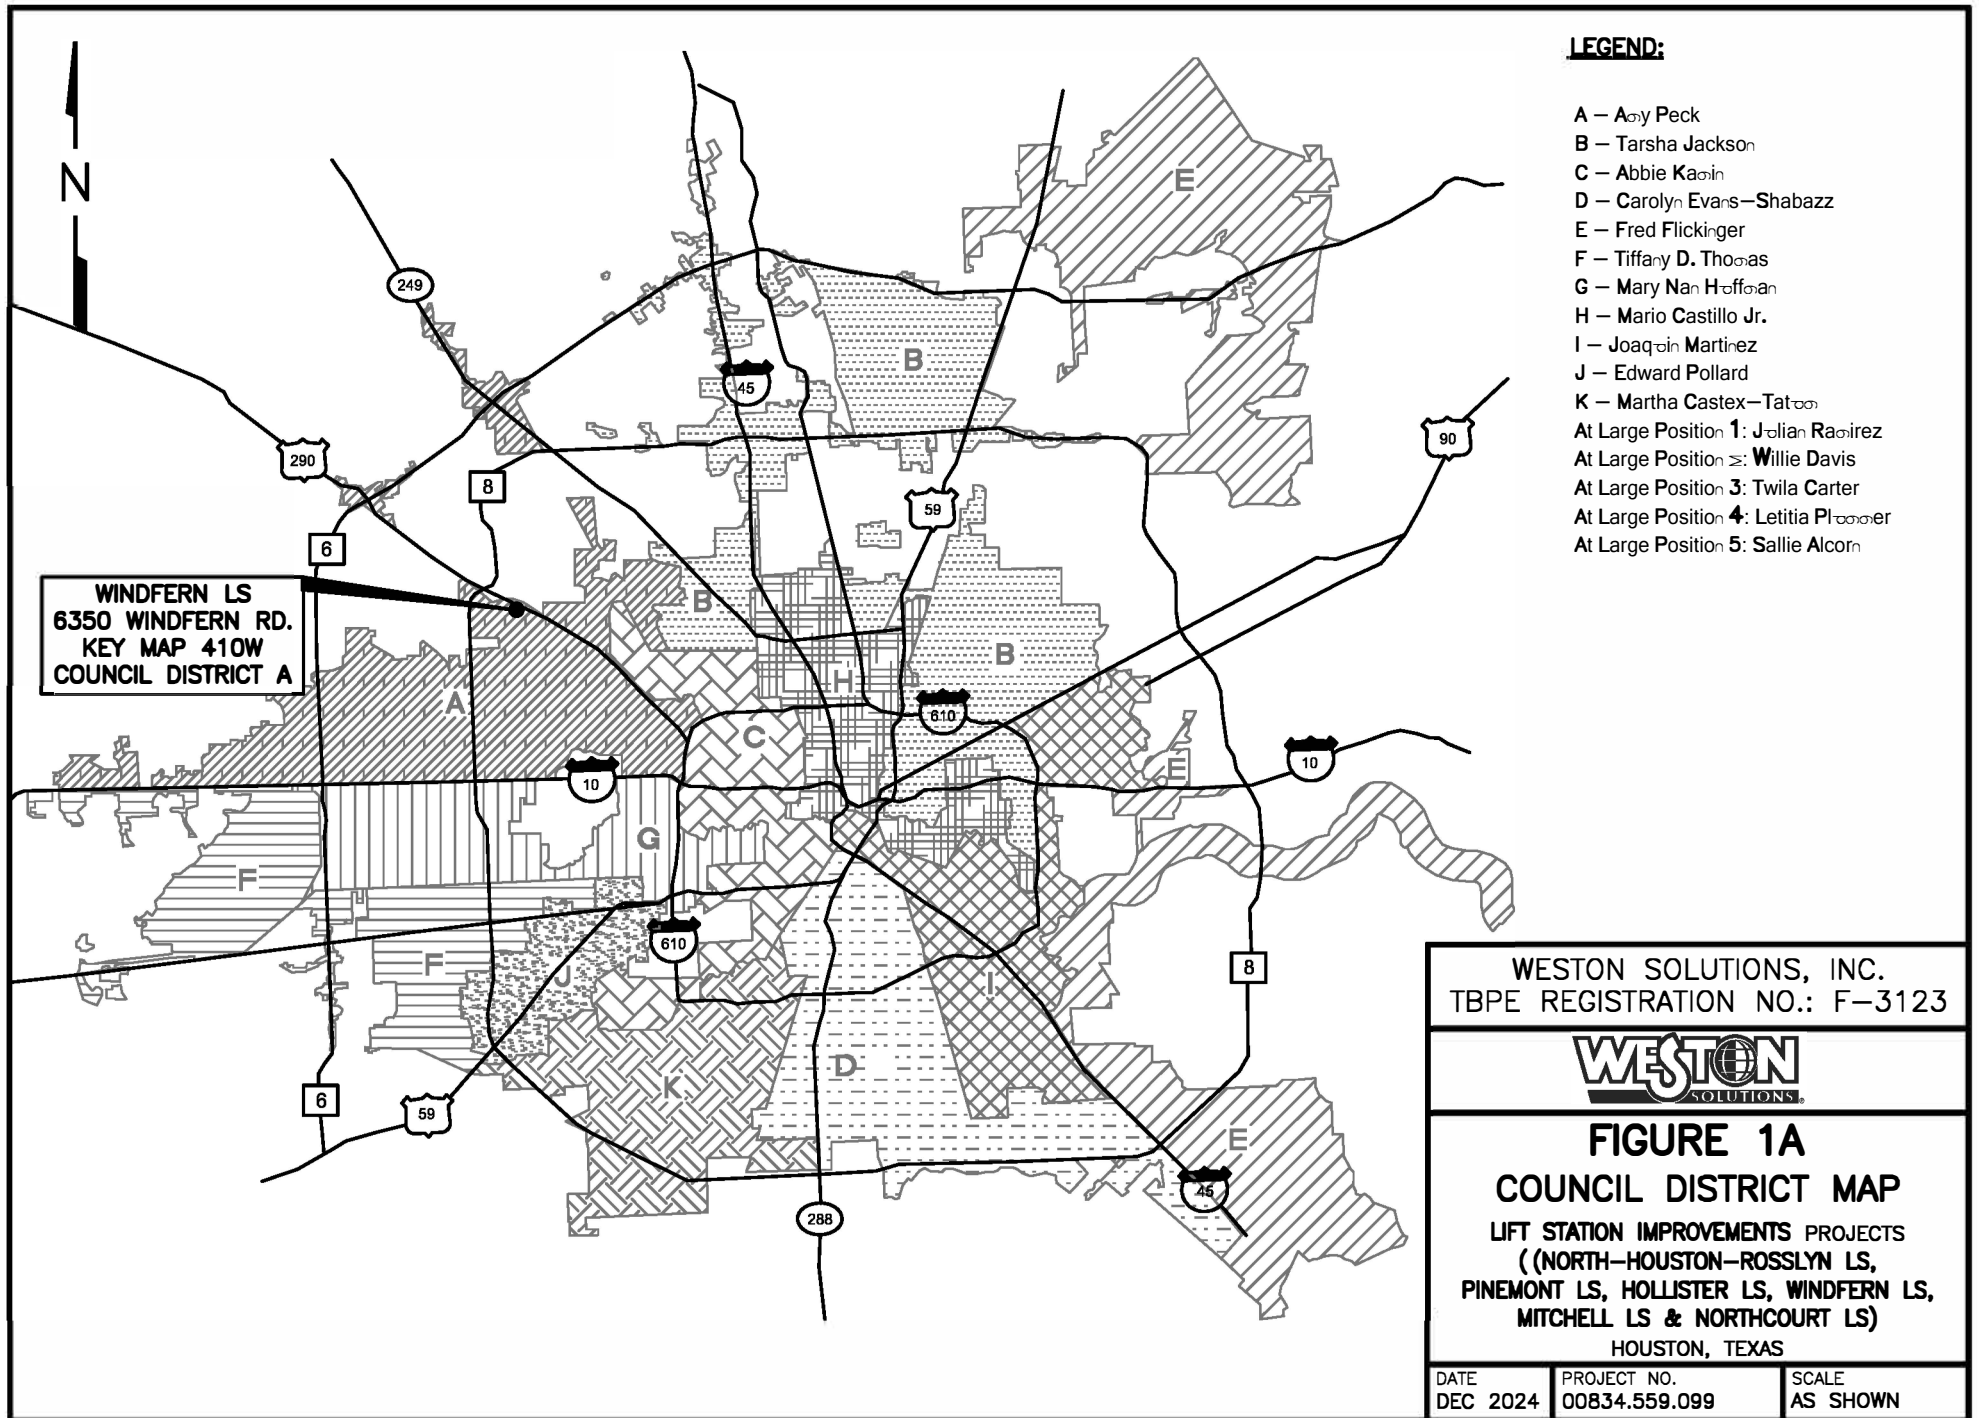 LEGEND:
A – Amy Peck
B – Tarsha Jackson
C – Abbie Kamin
D – Carolyn Evans–Shabazz
E – Fred Flickinger
F – Tiffany D. Thomas
G – Mary Nan Huffman
H – Mario Castillo Jr.
I – Joaquin Martinez
J – Edward Pollard
K – Martha Castex–Tatum
At Large Position 1: Julian Ramirez
At Large Position 2: Willie Davis
At Large Position 3: Twila Carter
At Large Position 4: Letitia Plummer
At Large Position 5: Sallie Alcorn
N
E
249
B
45
290
90
8
59
6
WINDFERN LS
6350 WINDFERN RD.
KEY MAP 410W
COUNCIL DISTRICT A
B
B
H
A
610
C
E
10
10
G
F
610
F
J
I
8
D
K
6
59
E
45
288
WESTON SOLUTIONS, INC.
TBPE REGISTRATION NO.: F–3123
WESTON
SOLUTIONS®
FIGURE 1A
COUNCIL DISTRICT MAP
LIFT STATION IMPROVEMENTS PROJECTS
((NORTH–HOUSTON–ROSSLYN LS,
PINEMONT LS, HOLLISTER LS, WINDFERN LS,
MITCHELL LS & NORTHCOURT LS)
HOUSTON, TEXAS
DATE
DEC 2024
PROJECT NO.
00834.559.099
SCALE
AS SHOWN